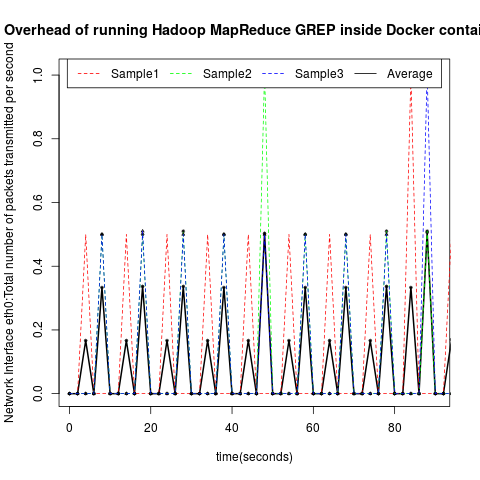 Overhead of running Hadoop MapReduce GREP inside Docker contai
Network Interface eth0:Total number of packets transmitted per second
Sample1 Sample2 Sample3 Average
1.0
0.8
0.6
0.4
0.2
0.0
0 20 40 60 80
time(seconds)